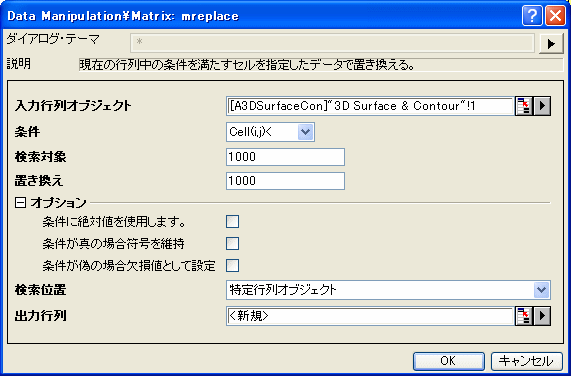 Data Manipulation¥Matrix: mreplace
ダイアログ・テーマ
*
説明
現在の行列中の条件を満たすセルを指定したデータで置き換える。
入力行列オブジェクト
[A3DSurfaceCon]"3D Surface & Contour"!1
条件
Cell(i,j)<
検索対象
1000
置き換え
1000
オプション
条件に絶対値を使用します。
条件が真の場合符号を維持
条件が偽の場合欠損値として設定
検索位置
特定行列オブジェクト
出力行列
<新規>
OK
キャンセル